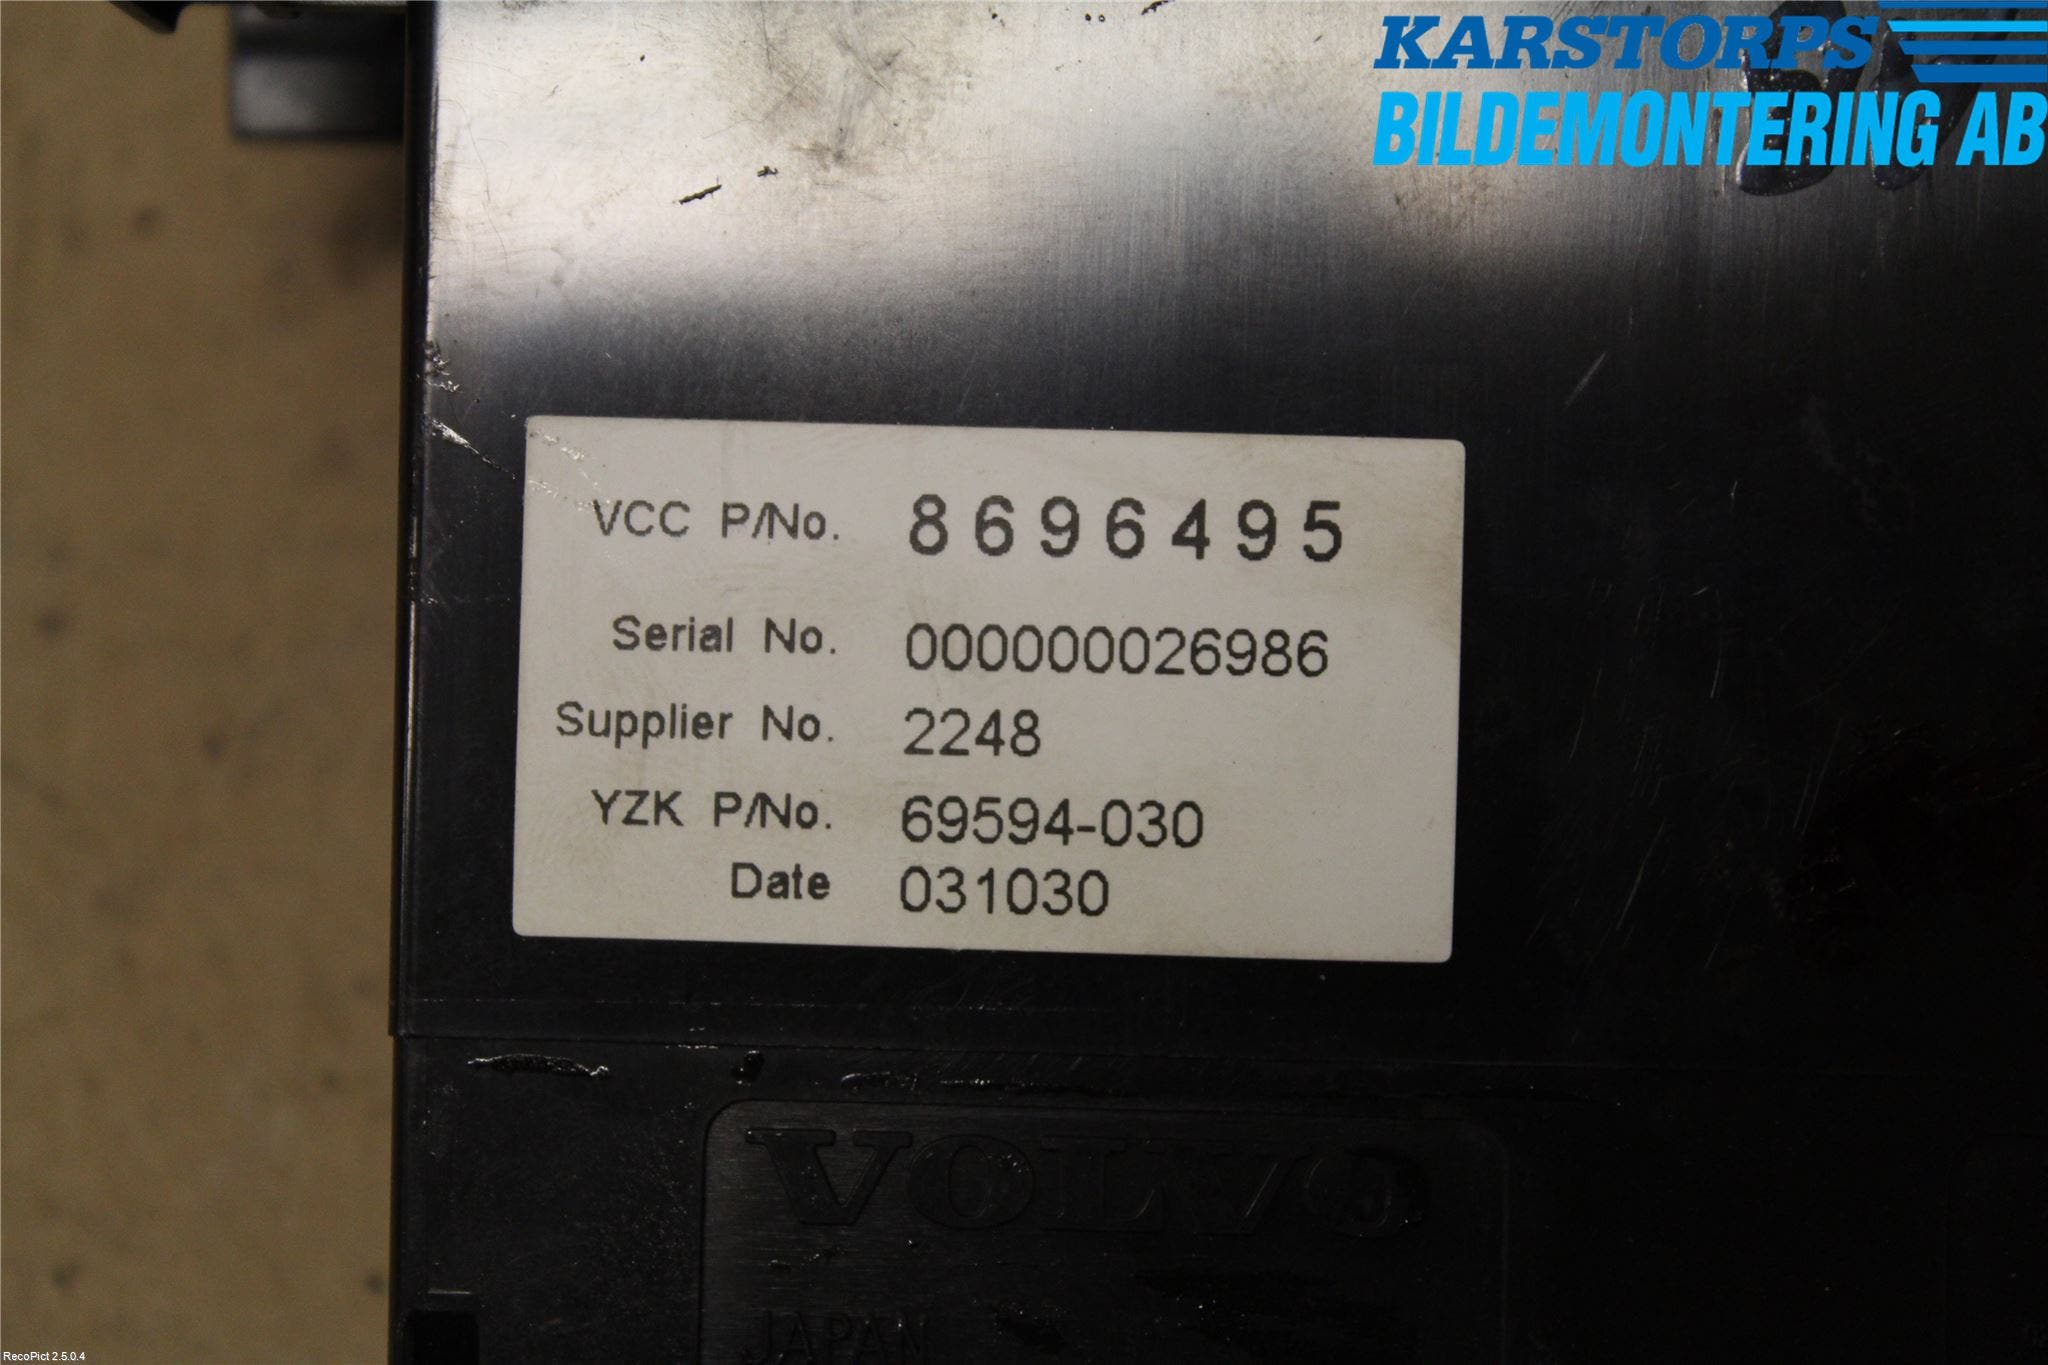 KARSTORPS
BILDEMONTERING AB
VCC P/No. 8696495
Serial No. 000000026986
Supplier No. 2248
YZK P/No. 69594-030
Date 031030
VOLVO
JAPAN
RecoPict 2.5.0.4